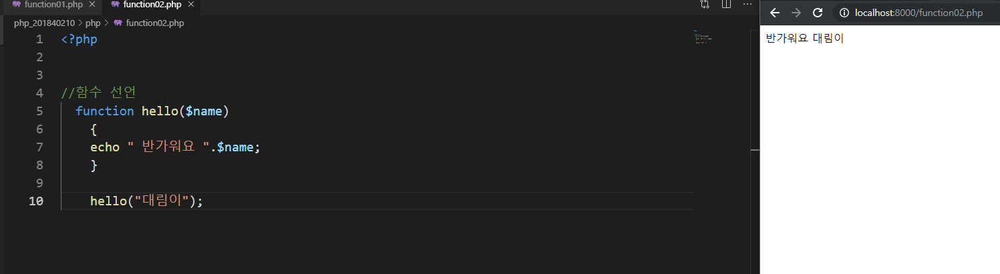 function01.php
function02.php
php_201840210 > php > function02.php
1 <?php
2
3
4 //함수 선언
5 function hello($name)
6 {
7 echo " 반가워요 ".$name;
8 }
9
10 hello("대림이");
localhost:8000/function02.php
반가워요 대림이